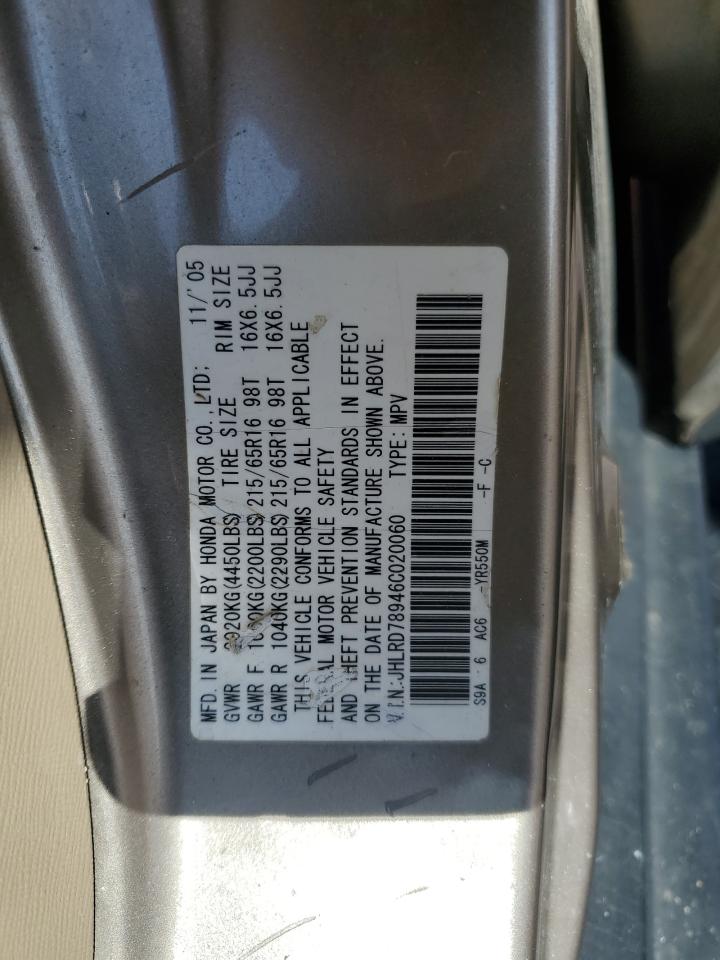 MFD. IN JAPAN BY HONDA MOTOR CO., LTD; 11/'05
GVWR 2020KG(4450LBS) TIRE SIZE RIM SIZE
GAWR F 1000KG(2200LBS) 215/65R16 98T 16X6.5JJ
GAWR R 1040KG(2290LBS) 215/65R16 98T 16X6.5JJ
THIS VEHICLE CONFORMS TO ALL APPLICABLE
FEDERAL MOTOR VEHICLE SAFETY
AND THEFT PREVENTION STANDARDS IN EFFECT
ON THE DATE OF MANUFACTURE SHOWN ABOVE.
V.I.N.:JHLRD78946C020060 TYPE: MPV
S9A 6 AC6 YR550M -F -C